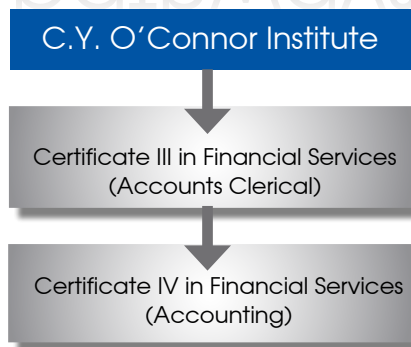 C.Y. O’Connor Institute
Certificate III in Financial Services
(Accounts Clerical)
Certificate IV in Financial Services
(Accounting)